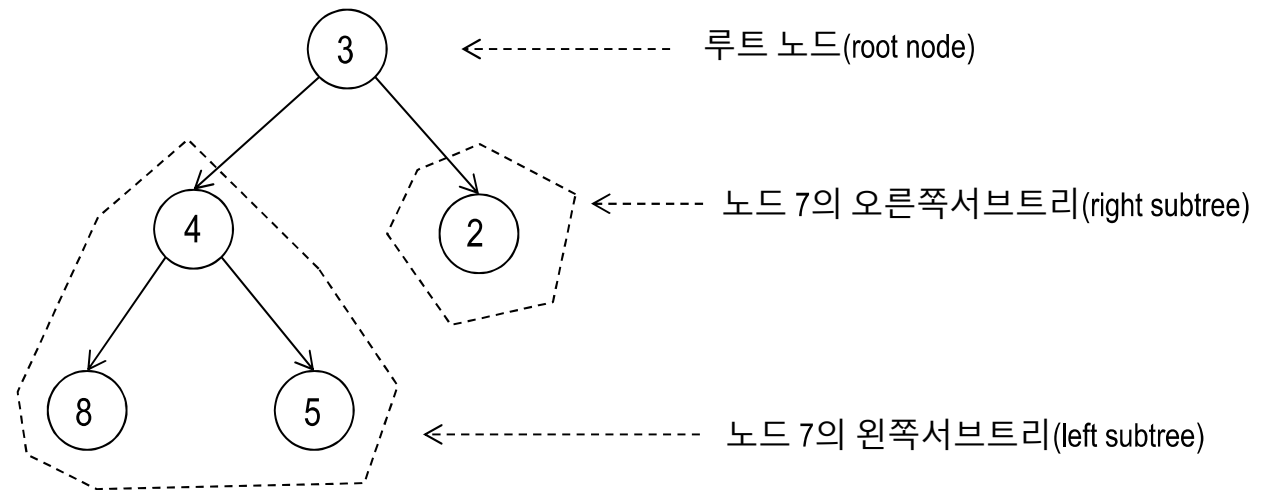 3
루트 노드(root node)
4
2
노드 7의 오른쪽서브트리(right subtree)
8
5
노드 7의 왼쪽서브트리(left subtree)